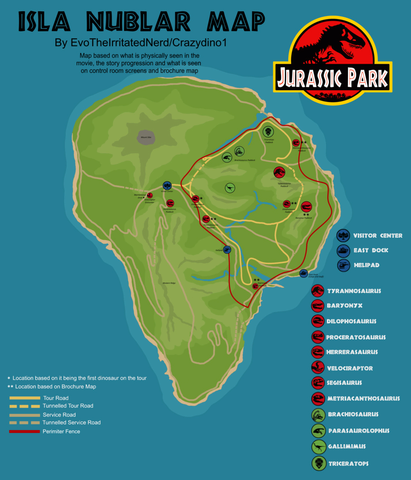 ISLA NUBLAR MAP
By EvoTheIrritatedNerd/Crazydino1
Map based on what is physically seen in the
movie, the story progression and what is seen
on control room screens and brochure map
JURASSIC PARK
VISITOR CENTER
EAST DOCK
HELIPAD
TYRANNOSAURUS
BARYONYX
DILOPHOSAURUS
PROCERATOSAURUS
HERRERASAURUS
VELOCIRAPTOR
SEGISAURUS
METRIACANTHOSAURUS
BRACHIOSAURUS
PARASAUROLOPHUS
GALLIMIMUS
TRICERATOPS
* Location based on it being the first dinosaur on the tour
** Location based on Brochure Map
Tour Road
Tunnelled Tour Road
Service Road
Tunnelled Service Road
Perimiter Fence